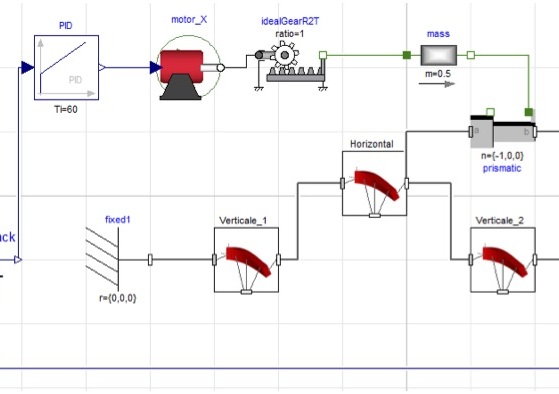 PID
motor_X
idealGearR2T
ratio=1
mass
PID
Ti=60
m=0.5
a
b
n={-1,0,0}
prismatic
Horizontal
ack
fixed1
Verticale_1
Verticale_2
r={0,0,0}